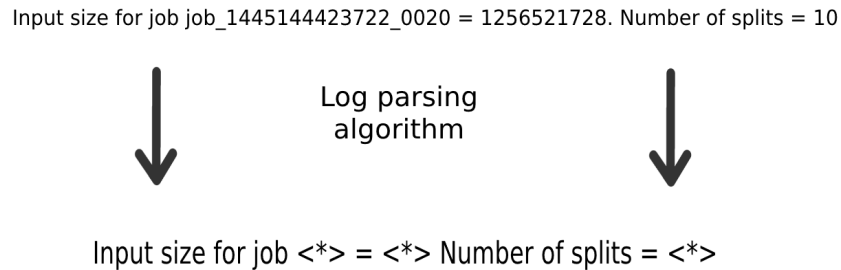 Input size for job job_1445144423722_0020 = 1256521728. Number of splits = 10
Log parsing
algorithm
Input size for job <*> = <*> Number of splits = <*>